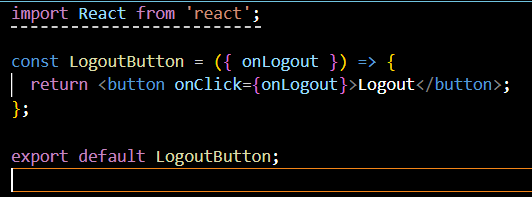 import React from 'react';
const LogoutButton = ({ onLogout }) => {
  return <button onClick={onLogout}>Logout</button>;
};
export default LogoutButton;